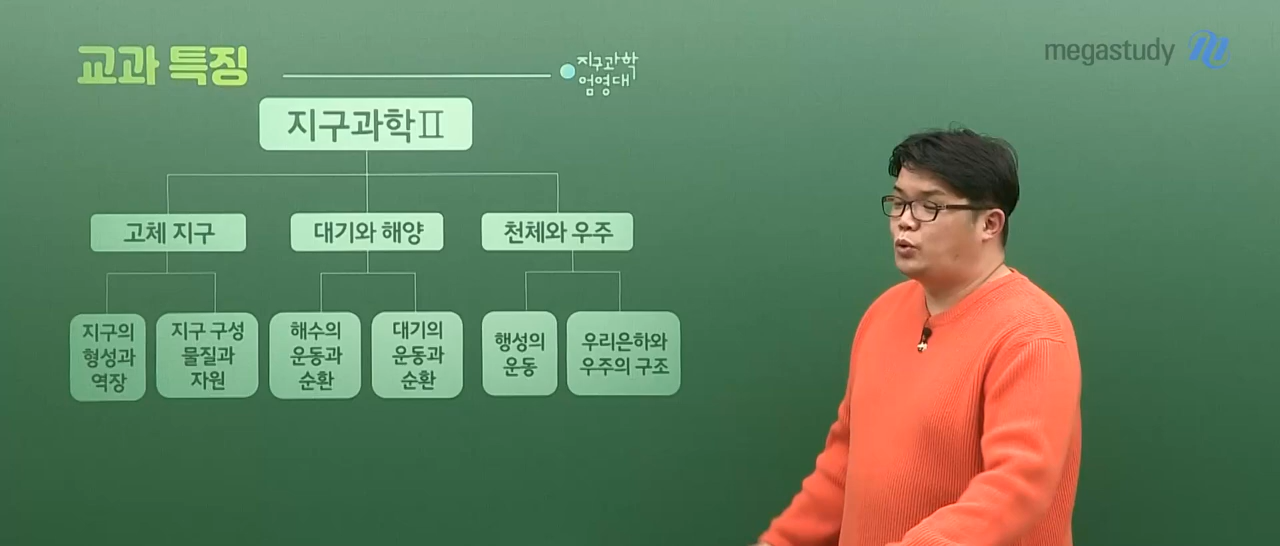 교과 특징
지구과학
엄영대
megastudy
지구과학Ⅱ
고체 지구
대기와 해양
천체와 우주
지구의
형성과
역장
지구 구성
물질과
자원
해수의
운동과
순환
대기의
운동과
순환
행성의
운동
우리은하와
우주의 구조